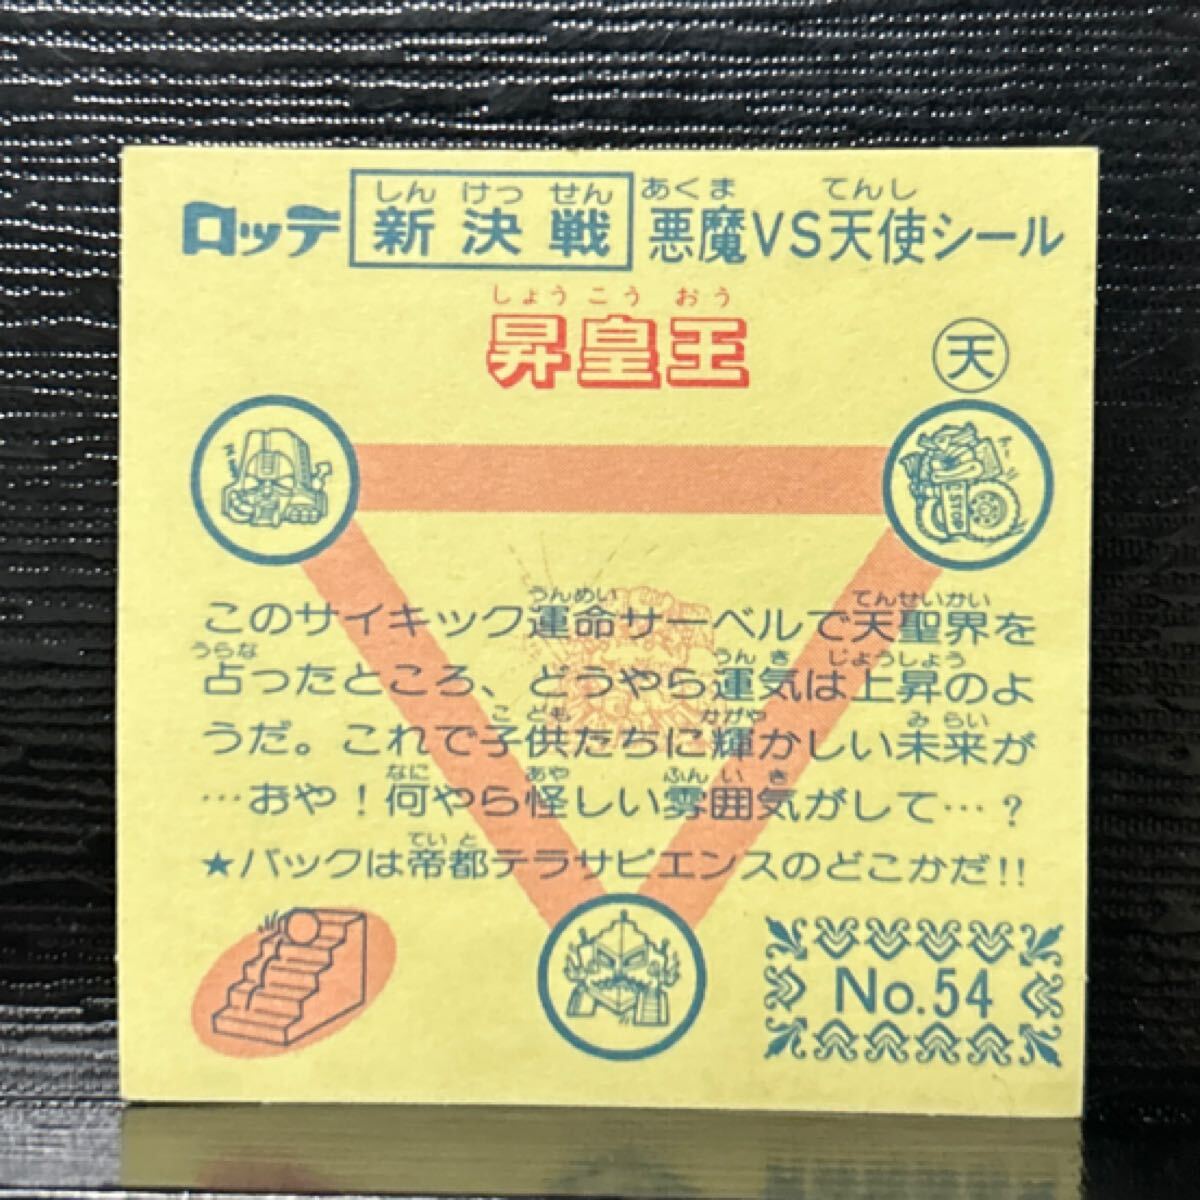 ロッテ 新決戦 悪魔VS天使シール
しん けっ せん あくま てんし
しょう こう おう
昇皇王
天
STOP
うんめい てんせいかい
このサイキック運命サーベルで天聖界を
うらな うん き じょうしょう
占ったところ、どうやら運気は上昇のよ
こ ども かがや み らい
うだ。これで子供たちに輝かしい未来が
なに あや ふん い き
…おや!何やら怪しい雰囲気がして…?
てい と
★バックは帝都テラサピエンスのどこかだ!!
No.54